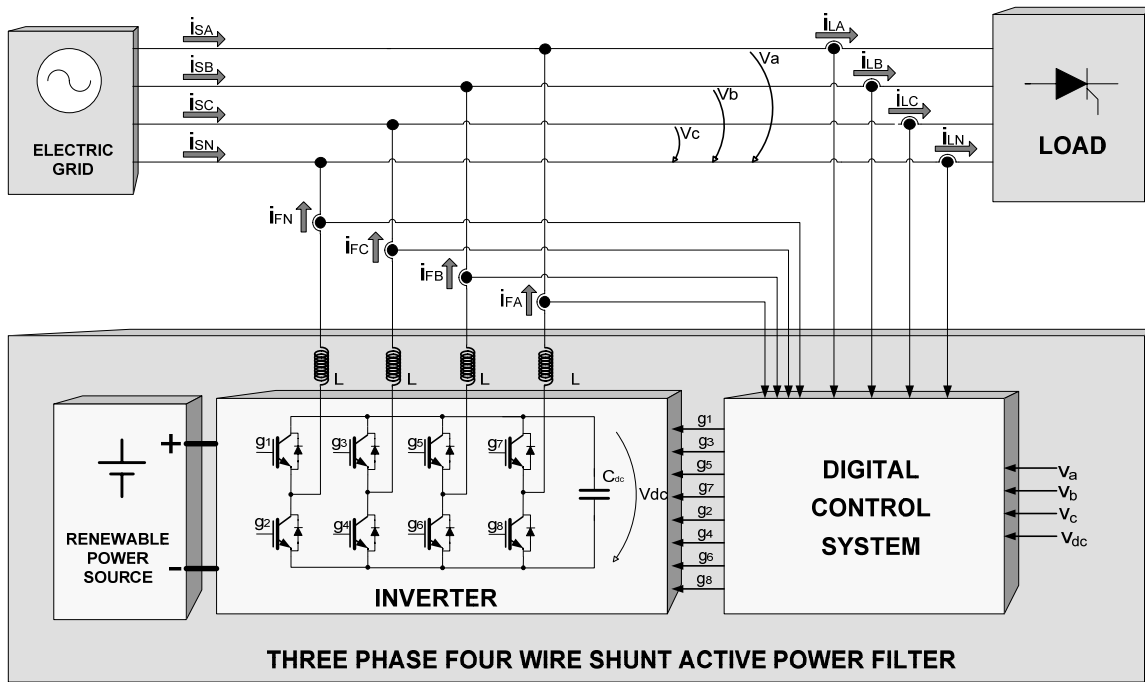 iSA
iSB
iSC
iSN
ELECTRIC
GRID
Va
Vb
Vc
iLA
iLB
iLC
iLN
LOAD
iFN
iFC
iFB
iFA
L
L
L
L
RENEWABLE
POWER
SOURCE
+
-
g1
g3
g5
g7
g2
g4
g6
g8
Cdc
Vdc
INVERTER
g1
g3
g5
g7
g2
g4
g6
g8
DIGITAL
CONTROL
SYSTEM
va
vb
vc
vdc
THREE PHASE FOUR WIRE SHUNT ACTIVE POWER FILTER